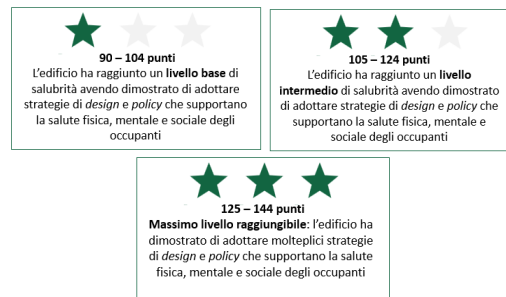 90 – 104 punti
L'edificio ha raggiunto un livello base di
salubrità avendo dimostrato di adottare
strategie di design e policy che supportano
la salute fisica, mentale e sociale degli
occupanti
105 – 124 punti
L'edificio ha raggiunto un livello
intermedio di salubrità avendo dimostrato
di adottare strategie di design e policy che
supportano la salute fisica, mentale e
sociale degli occupanti
125 – 144 punti
Massimo livello raggiungibile: l'edificio ha
dimostrato di adottare molteplici strategie
di design e policy che supportano la salute
fisica, mentale e sociale degli occupanti